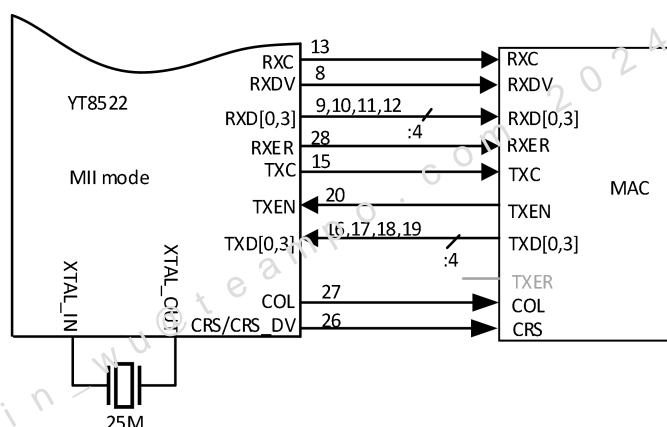 13
RXC
RXC
8
RXDV
RXDV
YT8522
9,10,11,12
RXD[0,3]
RXD[0,3]
:4
28
RXER
RXER
15
TXC
TXC
MII mode
MAC
20
TXEN
TXEN
16,17,18,19
TXD[0,3]
TXD[0,3]
:4
XTAL_IN
XTAL_OUT
TXER
27
COL
COL
26
CRS/CRS_DV
CRS
25M
in_wu@teampo.com 2024